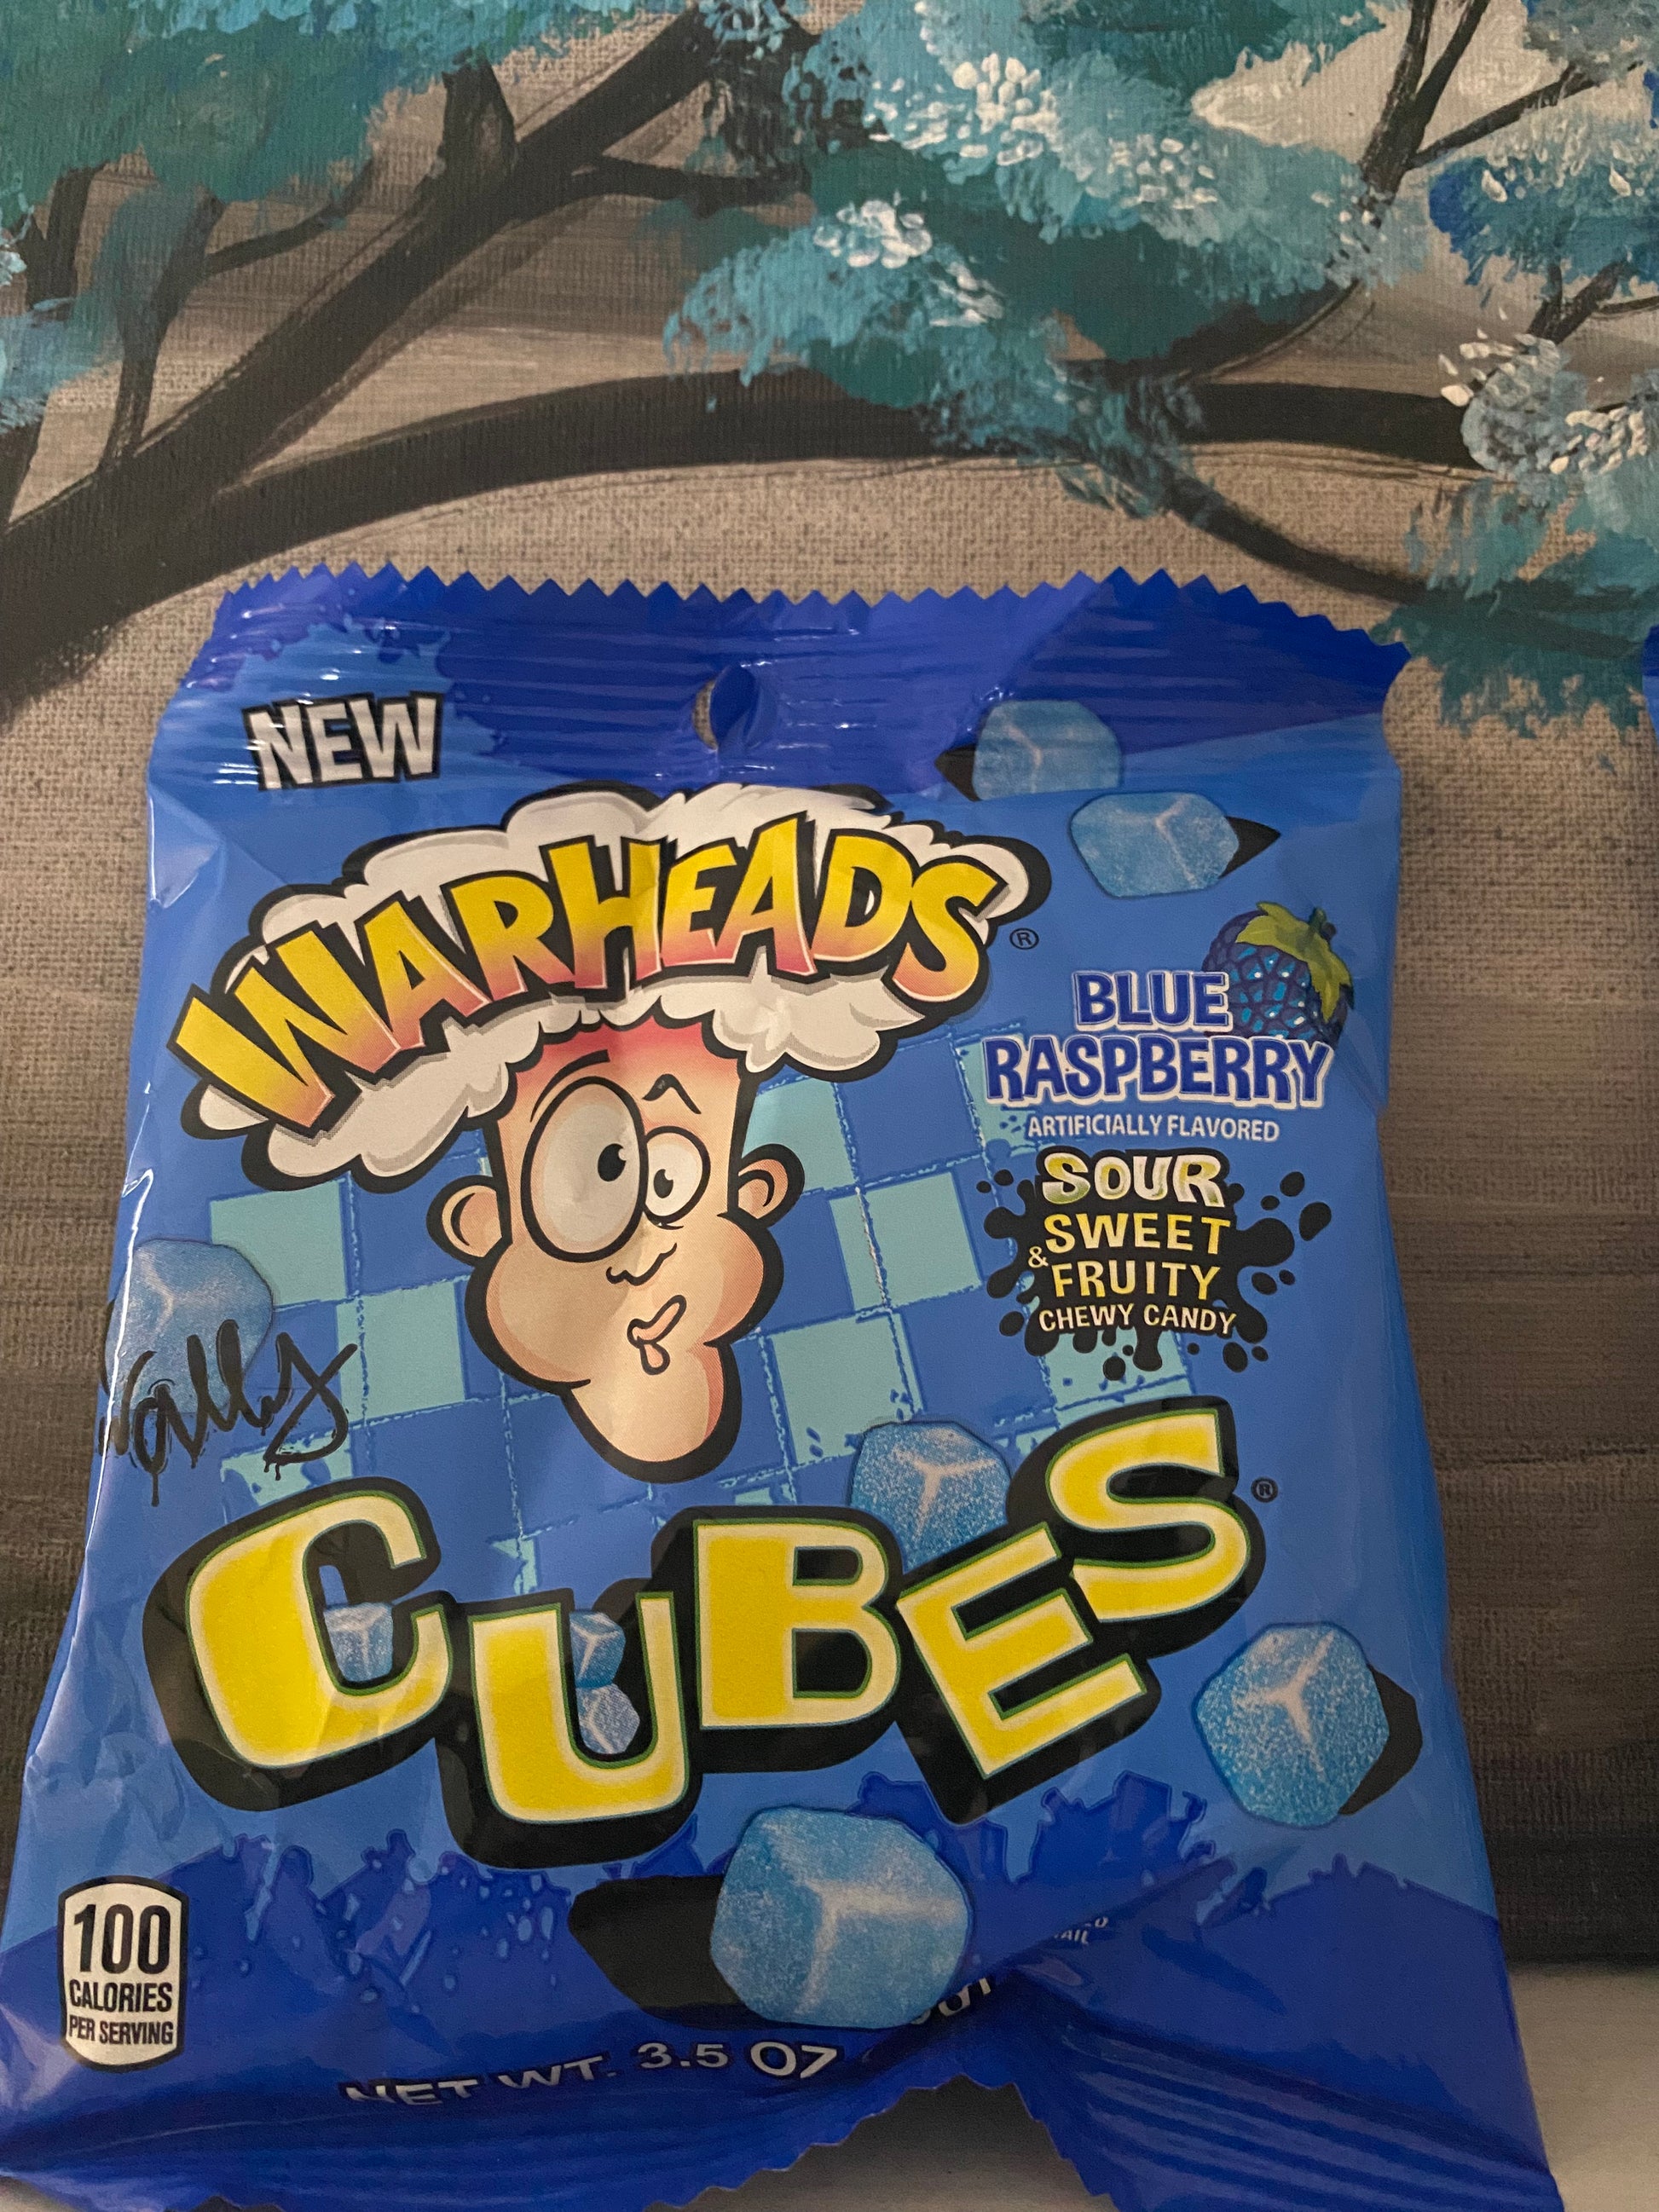 NEW
WARHEADS®
BLUE
RASPBERRY
ARTIFICIALLY FLAVORED
SOUR
SWEET
& FRUITY
CHEWY CANDY
Wally
CUBES®
100
CALORIES
PER SERVING
NET WT. 3.5 OZ